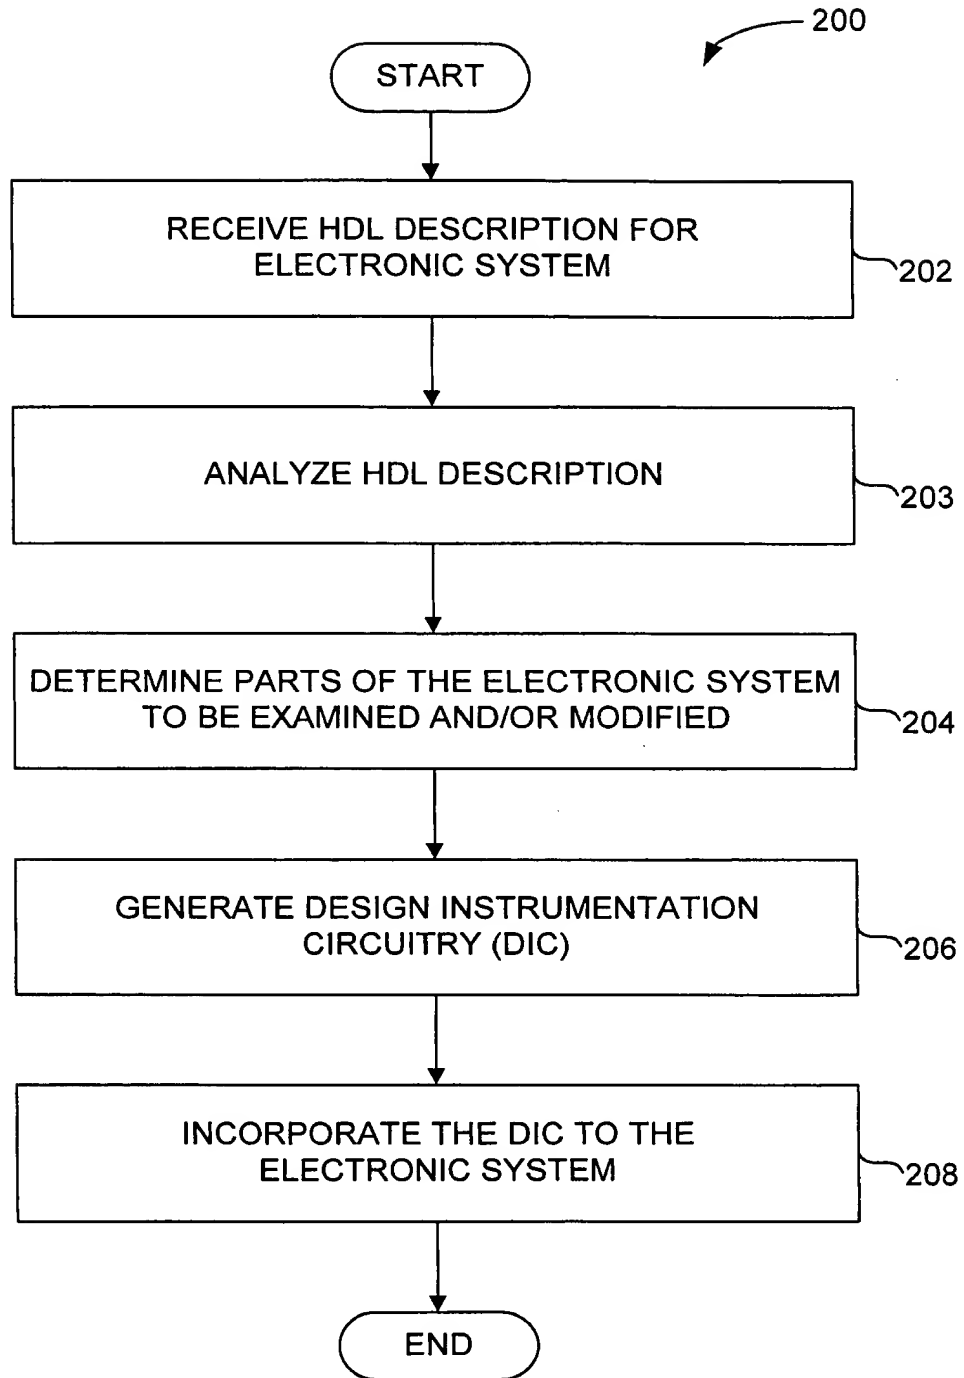 200
START
RECEIVE HDL DESCRIPTION FOR
ELECTRONIC SYSTEM
202
ANALYZE HDL DESCRIPTION
203
DETERMINE PARTS OF THE ELECTRONIC SYSTEM
TO BE EXAMINED AND/OR MODIFIED
204
GENERATE DESIGN INSTRUMENTATION
CIRCUITRY (DIC)
206
INCORPORATE THE DIC TO THE
ELECTRONIC SYSTEM
208
END